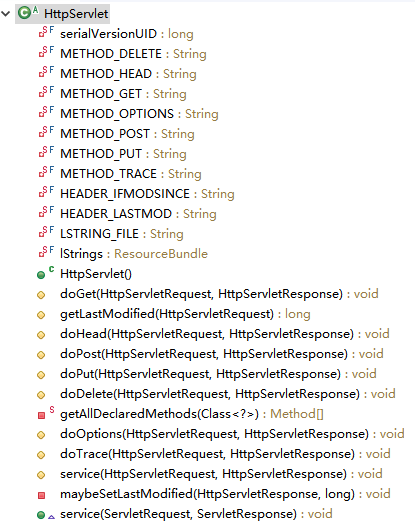 HttpServlet
serialVersionUID : long
METHOD_DELETE : String
METHOD_HEAD : String
METHOD_GET : String
METHOD_OPTIONS : String
METHOD_POST : String
METHOD_PUT : String
METHOD_TRACE : String
HEADER_IFMODSINCE : String
HEADER_LASTMOD : String
LSTRING_FILE : String
lStrings : ResourceBundle
HttpServlet()
doGet(HttpServletRequest, HttpServletResponse) : void
getLastModified(HttpServletRequest) : long
doHead(HttpServletRequest, HttpServletResponse) : void
doPost(HttpServletRequest, HttpServletResponse) : void
doPut(HttpServletRequest, HttpServletResponse) : void
doDelete(HttpServletRequest, HttpServletResponse) : void
getAllDeclaredMethods(Class<?>) : Method[]
doOptions(HttpServletRequest, HttpServletResponse) : void
doTrace(HttpServletRequest, HttpServletResponse) : void
service(HttpServletRequest, HttpServletResponse) : void
maybeSetLastModified(HttpServletResponse, long) : void
service(ServletRequest, ServletResponse) : void